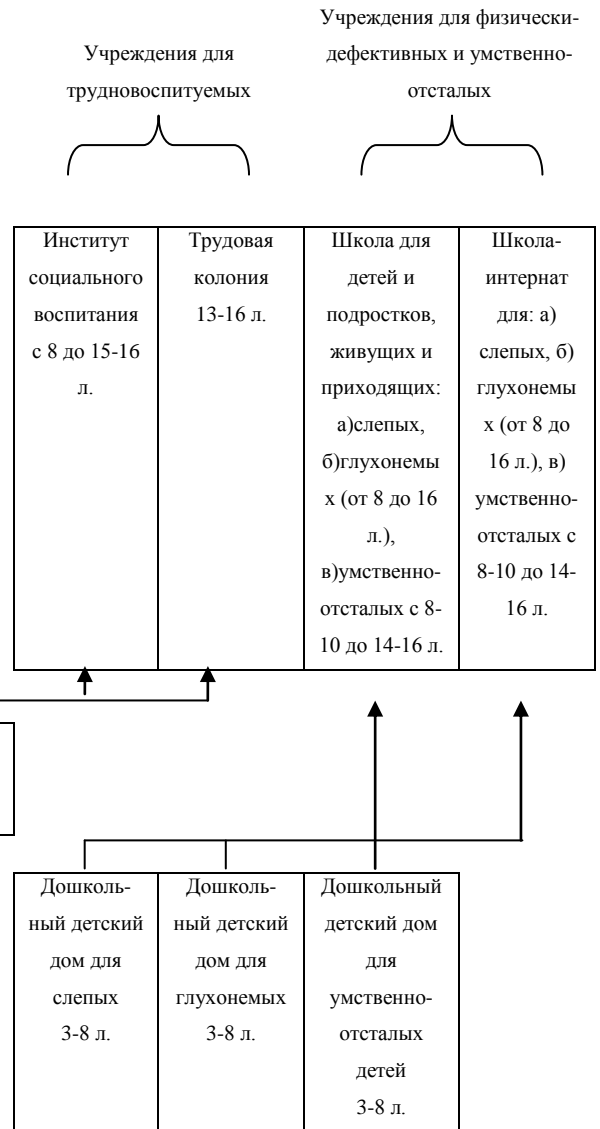 Учреждения для
трудновоспитуемых
Учреждения для физически-
дефективных и умственно-
отсталых
Институт
социального
воспитания
с 8 до 15-16
л.
Трудовая
колония
13-16 л.
Школа для
детей и
подростков,
живущих и
приходящих:
а)слепых,
б)глухонемы
х (от 8 до 16
л.),
в)умственно-
отсталых с 8-
10 до 14-16 л.
Школа-
интернат
для: а)
слепых, б)
глухонемы
х (от 8 до
16 л.), в)
умственно-
отсталых с
8-10 до 14-
16 л.
Дошколь-
ный детский
дом для
слепых
3-8 л.
Дошколь-
ный детский
дом для
глухонемых
3-8 л.
Дошкольный
детский дом
для
умственно-
отсталых
детей
3-8 л.